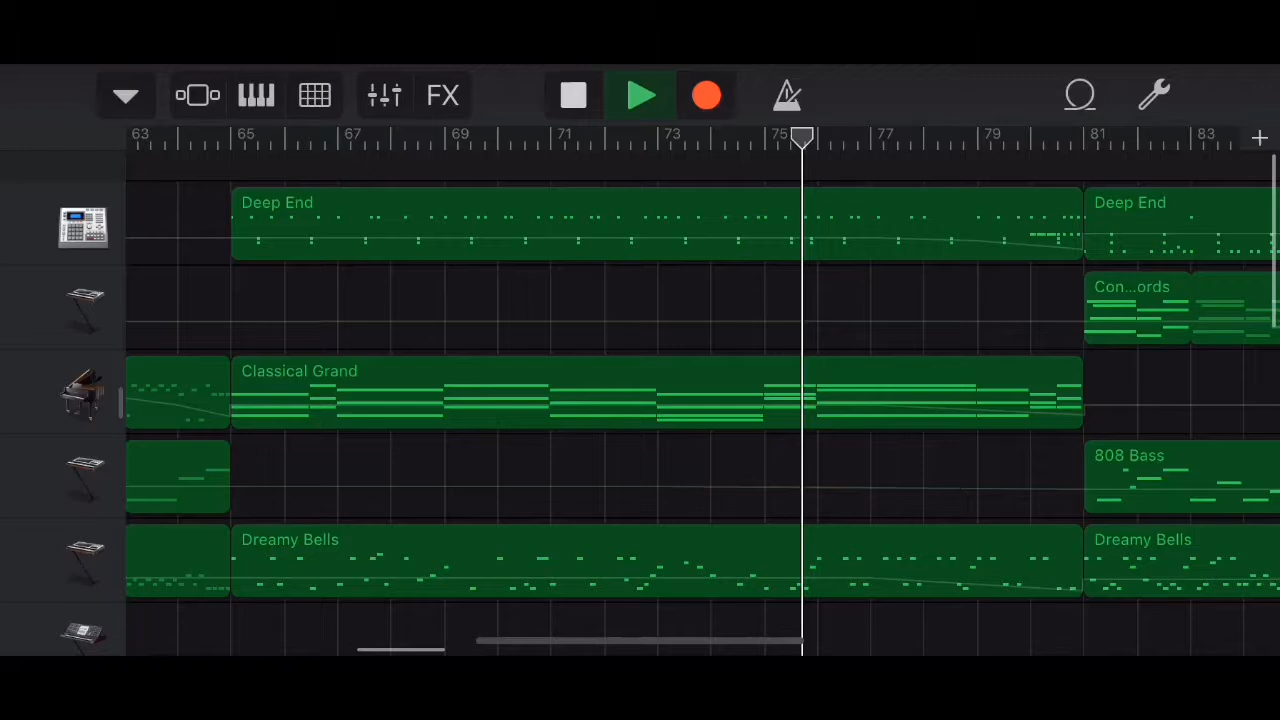 FX
63 65 67 69 71 73 75 77 79 81 83
Deep End Deep End
Con...ords
Classical Grand
808 Bass
Dreamy Bells Dreamy Bells